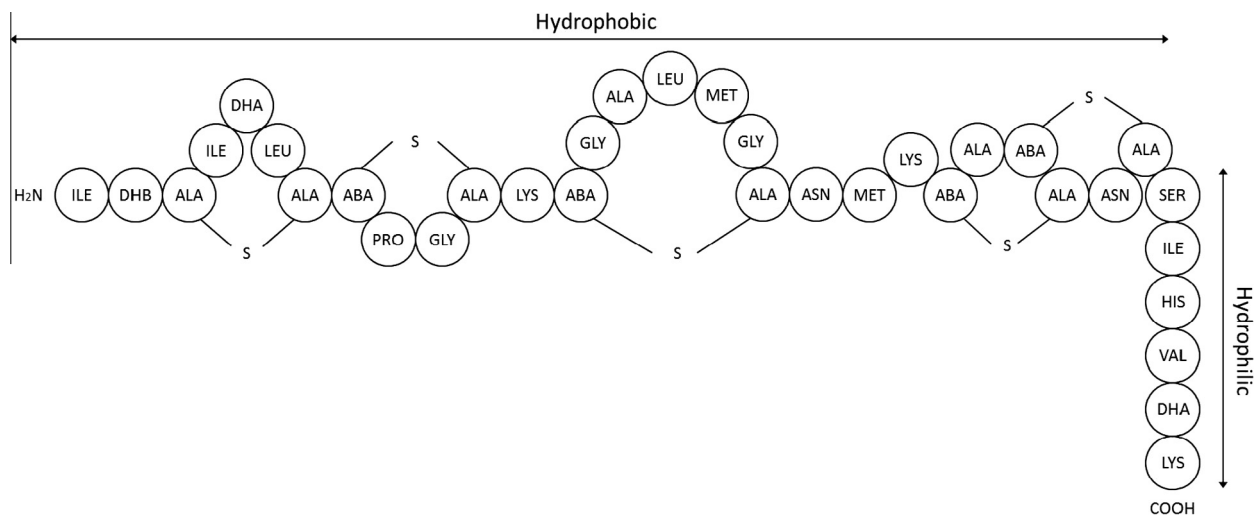 Hydrophobic
H2N ILE DHB ALA ILE DHA LEU ALA ABA PRO GLY ALA LYS ABA GLY ALA LEU MET GLY ALA ASN MET LYS ABA ALA ABA ALA ASN ALA SER
S S S S S
ILE
HIS
VAL
DHA
LYS
COOH
Hydrophilic